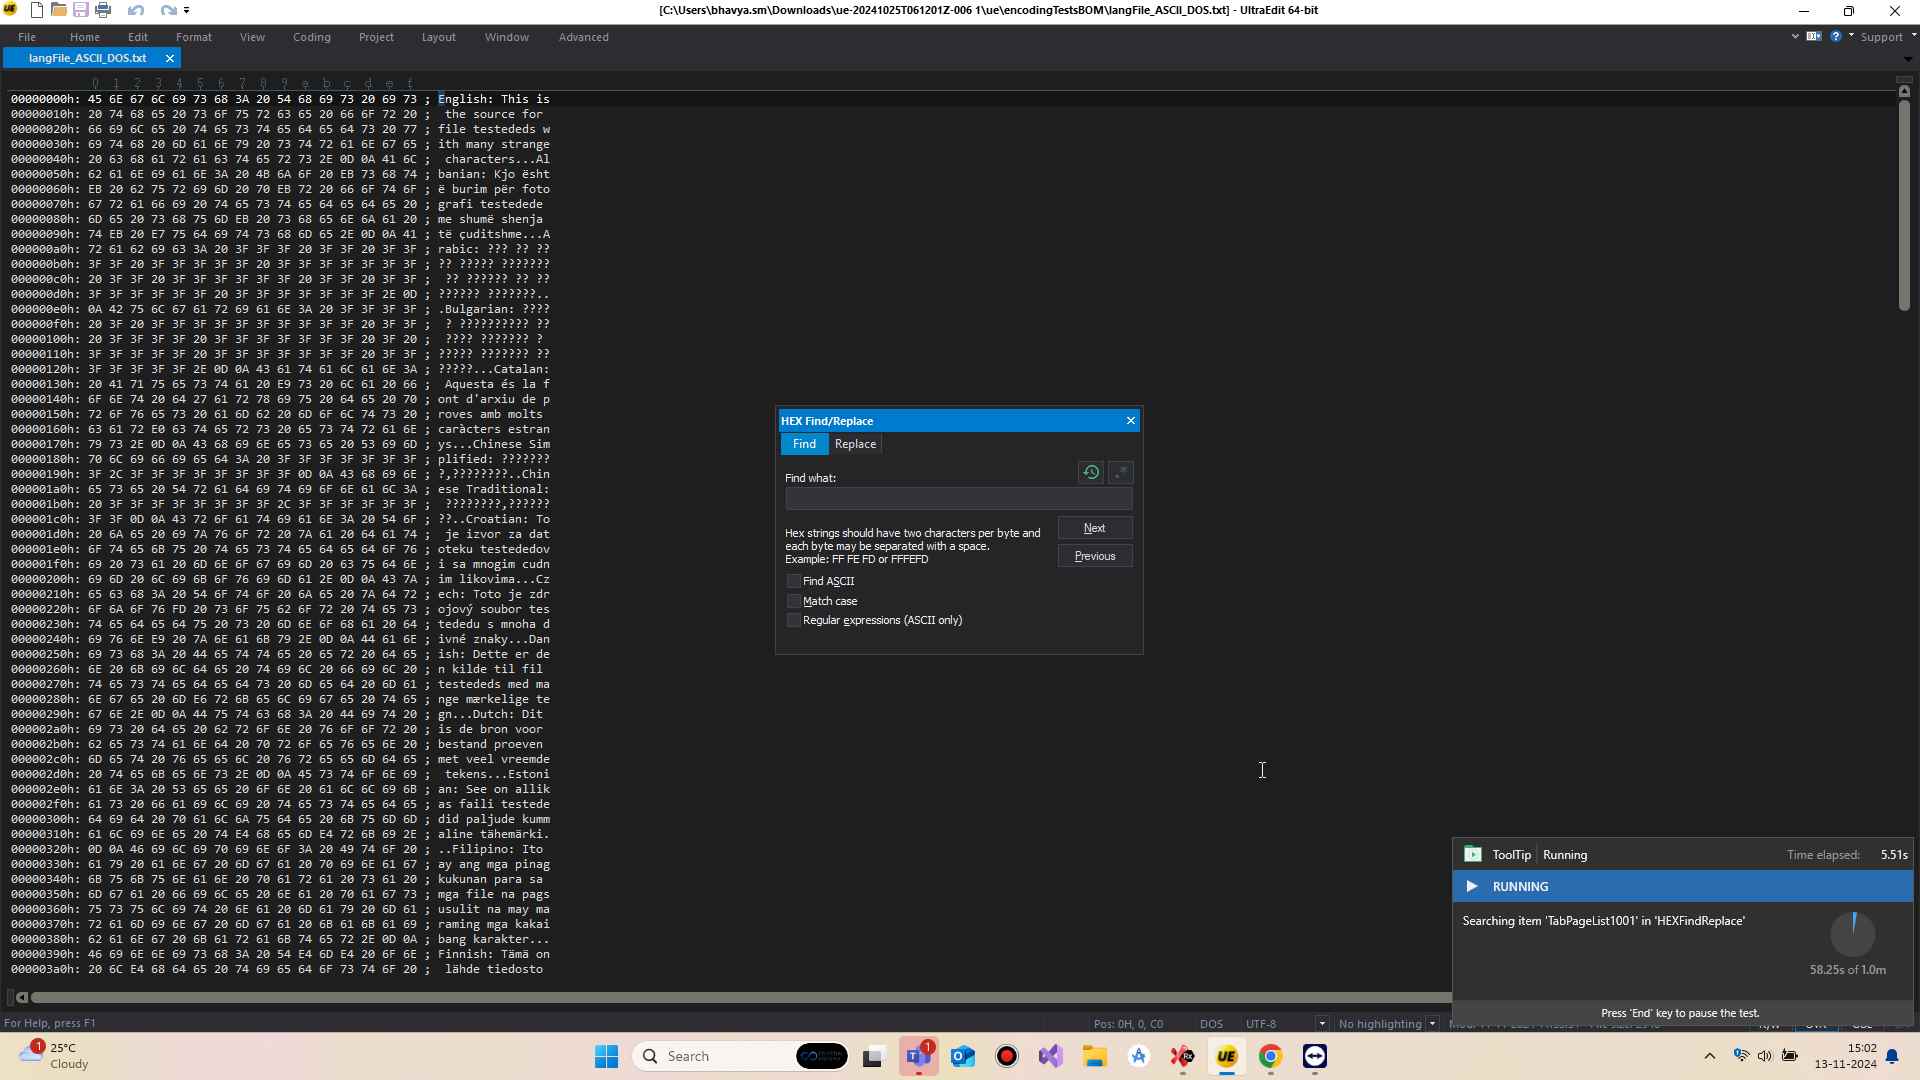 [C:\Users\bhavya.sm\Downloads\ue-20241025T061201Z-006 1\ue\encodingTestsBOM\langFile_ASCII_DOS.txt] - UltraEdit 64-bit
File Home Edit Format View Coding Project Layout Window Advanced Support
langFile_ASCII_DOS.txt
0 1 2 3 4 5 6 7 8 9 a b c d e f
00000000h: 45 6E 67 6C 69 73 68 3A 20 54 68 69 73 20 69 73 ; English: This is
00000010h: 20 74 68 65 20 73 6F 75 72 63 65 20 66 6F 72 20 ;  the source for
00000020h: 66 69 6C 65 20 74 65 73 74 65 64 65 64 73 20 77 ; file testededs w
00000030h: 69 74 68 20 6D 61 6E 79 20 73 74 72 61 6E 67 65 ; ith many strange
00000040h: 20 63 68 61 72 61 63 74 65 72 73 2E 0D 0A 41 6C ;  characters...Al
00000050h: 62 61 6E 69 61 6E 3A 20 4B 6A 6F 20 EB 73 68 74 ; banian: Kjo ësht
00000060h: EB 20 62 75 72 69 6D 20 70 EB 72 20 66 6F 74 6F ; ë burim për foto
00000070h: 67 72 61 66 69 20 74 65 73 74 65 64 65 64 65 20 ; grafi testedede
00000080h: 6D 65 20 73 68 75 6D EB 20 73 68 65 6E 6A 61 20 ; me shumë shenja
00000090h: 74 EB 20 E7 75 64 69 74 73 68 6D 65 2E 0D 0A 41 ; të çuditshme...A
000000a0h: 72 61 62 69 63 3A 20 3F 3F 3F 20 3F 3F 20 3F 3F ; rabic: ??? ?? ??
000000b0h: 3F 3F 20 3F 3F 3F 3F 3F 20 3F 3F 3F 3F 3F 3F 3F ; ?? ????? ???????
000000c0h: 20 3F 3F 20 3F 3F 3F 3F 3F 3F 20 3F 3F 20 3F 3F ;  ?? ?????? ?? ??
000000d0h: 3F 3F 3F 3F 3F 3F 20 3F 3F 3F 3F 3F 3F 3F 2E 0D ; ?????? ???????..
000000e0h: 0A 42 75 6C 67 61 72 69 61 6E 3A 20 3F 3F 3F 3F ; .Bulgarian: ????
000000f0h: 20 3F 20 3F 3F 3F 3F 3F 3F 3F 3F 3F 3F 20 3F 3F ;  ? ?????????? ??
00000100h: 20 3F 3F 3F 3F 20 3F 3F 3F 3F 3F 3F 3F 20 3F 20 ;  ???? ??????? ?
00000110h: 3F 3F 3F 3F 3F 20 3F 3F 3F 3F 3F 3F 3F 20 3F 3F ; ????? ??????? ??
00000120h: 3F 3F 3F 3F 3F 2E 0D 0A 43 61 74 61 6C 61 6E 3A ; ?????...Catalan:
00000130h: 20 41 71 75 65 73 74 61 20 E9 73 20 6C 61 20 66 ;  Aquesta és la f
00000140h: 6F 6E 74 20 64 27 61 72 78 69 75 20 64 65 20 70 ; ont d'arxiu de p
00000150h: 72 6F 76 65 73 20 61 6D 62 20 6D 6F 6C 74 73 20 ; roves amb molts
00000160h: 63 61 72 E0 63 74 65 72 73 20 65 73 74 72 61 6E ; caràcters estran
00000170h: 79 73 2E 0D 0A 43 68 69 6E 65 73 65 20 53 69 6D ; ys...Chinese Sim
00000180h: 70 6C 69 66 69 65 64 3A 20 3F 3F 3F 3F 3F 3F 3F ; plified: ???????
00000190h: 3F 2C 3F 3F 3F 3F 3F 3F 3F 3F 0D 0A 43 68 69 6E ; ?,????????..Chin
000001a0h: 65 73 65 20 54 72 61 64 69 74 69 6F 6E 61 6C 3A ; ese Traditional:
000001b0h: 20 3F 3F 3F 3F 3F 3F 3F 3F 2C 3F 3F 3F 3F 3F 3F ;  ????????,??????
000001c0h: 3F 3F 0D 0A 43 72 6F 61 74 69 61 6E 3A 20 54 6F ; ??..Croatian: To
000001d0h: 20 6A 65 20 69 7A 76 6F 72 20 7A 61 20 64 61 74 ;  je izvor za dat
000001e0h: 6F 74 65 6B 75 20 74 65 73 74 65 64 65 64 6F 76 ; oteku testededov
000001f0h: 69 20 73 61 20 6D 6E 6F 67 69 6D 20 63 75 64 6E ; i sa mnogim cudn
00000200h: 69 6D 20 6C 69 6B 6F 76 69 6D 61 2E 0D 0A 43 7A ; im likovima...Cz
00000210h: 65 63 68 3A 20 54 6F 74 6F 20 6A 65 20 7A 64 72 ; ech: Toto je zdr
00000220h: 6F 6A 6F 76 FD 20 73 6F 75 62 6F 72 20 74 65 73 ; ojový soubor tes
00000230h: 74 65 64 65 64 75 20 73 20 6D 6E 6F 68 61 20 64 ; tededu s mnoha d
00000240h: 69 76 6E E9 20 7A 6E 61 6B 79 2E 0D 0A 44 61 6E ; ivné znaky...Dan
00000250h: 69 73 68 3A 20 44 65 74 74 65 20 65 72 20 64 65 ; ish: Dette er de
00000260h: 6E 20 6B 69 6C 64 65 20 74 69 6C 20 66 69 6C 20 ; n kilde til fil
00000270h: 74 65 73 74 65 64 65 64 73 20 6D 65 64 20 6D 61 ; testededs med ma
00000280h: 6E 67 65 20 6D E6 72 6B 65 6C 69 67 65 20 74 65 ; nge mærkelige te
00000290h: 67 6E 2E 0D 0A 44 75 74 63 68 3A 20 44 69 74 20 ; gn...Dutch: Dit
000002a0h: 69 73 20 64 65 20 62 72 6F 6E 20 76 6F 6F 72 20 ; is de bron voor
000002b0h: 62 65 73 74 61 6E 64 20 70 72 6F 65 76 65 6E 20 ; bestand proeven
000002c0h: 6D 65 74 20 76 65 65 6C 20 76 72 65 65 6D 64 65 ; met veel vreemde
000002d0h: 20 74 65 6B 65 6E 73 2E 0D 0A 45 73 74 6F 6E 69 ;  tekens...Estoni
000002e0h: 61 6E 3A 20 53 65 65 20 6F 6E 20 61 6C 6C 69 6B ; an: See on allik
000002f0h: 61 73 20 66 61 69 6C 69 20 74 65 73 74 65 64 65 ; as faili testede
00000300h: 64 69 64 20 70 61 6C 6A 75 64 65 20 6B 75 6D 6D ; did paljude kumm
00000310h: 61 6C 69 6E 65 20 74 E4 68 65 6D E4 72 6B 69 2E ; aline tähemärki.
00000320h: 0D 0A 46 69 6C 69 70 69 6E 6F 3A 20 49 74 6F 20 ; ..Filipino: Ito
00000330h: 61 79 20 61 6E 67 20 6D 67 61 20 70 69 6E 61 67 ; ay ang mga pinag
00000340h: 6B 75 6B 75 6E 61 6E 20 70 61 72 61 20 73 61 20 ; kukunan para sa
00000350h: 6D 67 61 20 66 69 6C 65 20 6E 61 20 70 61 67 73 ; mga file na pags
00000360h: 75 73 75 6C 69 74 20 6E 61 20 6D 61 79 20 6D 61 ; usulit na may ma
00000370h: 72 61 6D 69 6E 67 20 6D 67 61 20 6B 61 6B 61 69 ; raming mga kakai
00000380h: 62 61 6E 67 20 6B 61 72 61 6B 74 65 72 2E 0D 0A ; bang karakter...
00000390h: 46 69 6E 6E 69 73 68 3A 20 54 E4 6D E4 20 6F 6E ; Finnish: Tämä on
000003a0h: 20 6C E4 68 64 65 20 74 69 65 64 6F 73 74 6F 20 ;  lähde tiedosto
HEX Find/Replace
Find Replace
Find what:
Next
Hex strings should have two characters per byte and
each byte may be separated with a space.
Example: FF FE FD or FFFEFD
Previous
Find ASCII
Match case
Regular expressions (ASCII only)
ToolTip Running Time elapsed: 5.51s
RUNNING
Searching item 'TabPageList1001' in 'HEXFindReplace'
58.25s of 1.0m
Press 'End' key to pause the test.
For Help, press F1
Pos: 0H, 0, C0 DOS UTF-8 No highlighting
1
25°C
Cloudy
Search
1
UE
15:02
13-11-2024